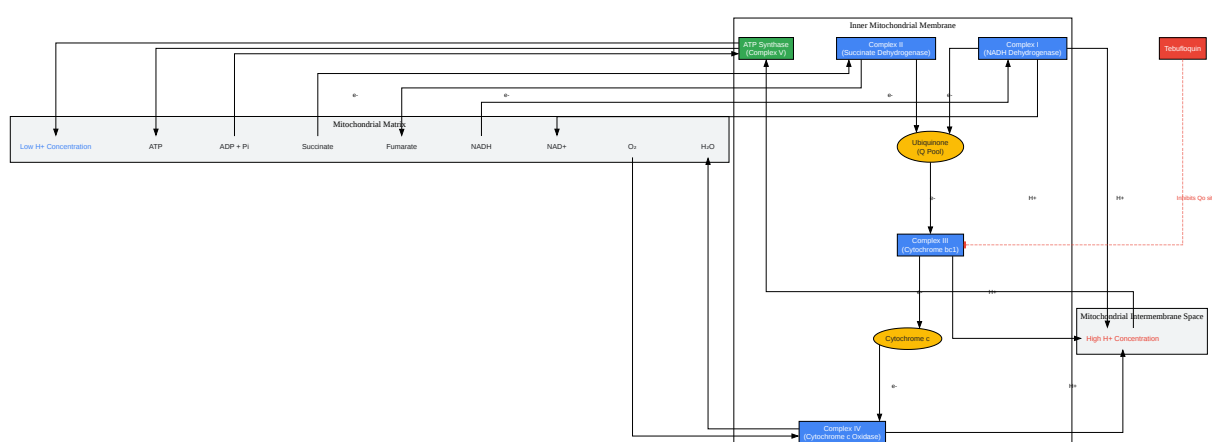 Inner Mitochondrial Membrane
ATP Synthase
(Complex V)
Complex II
(Succinate Dehydrogenase)
Complex I
(NADH Dehydrogenase)
Tebufloquin
e-
e-
e-
e-
Mitochondrial Matrix
Low H+ Concentration
ATP
ADP + Pi
Succinate
Fumarate
NADH
NAD+
O₂
H₂O
Ubiquinone
(Q Pool)
e-
H+
H+
Inhibits Qo si
Complex III
(Cytochrome bc1)
e-
H+
Mitochondrial Intermembrane Space
High H+ Concentration
Cytochrome c
e-
H+
Complex IV
(Cytochrome c Oxidase)